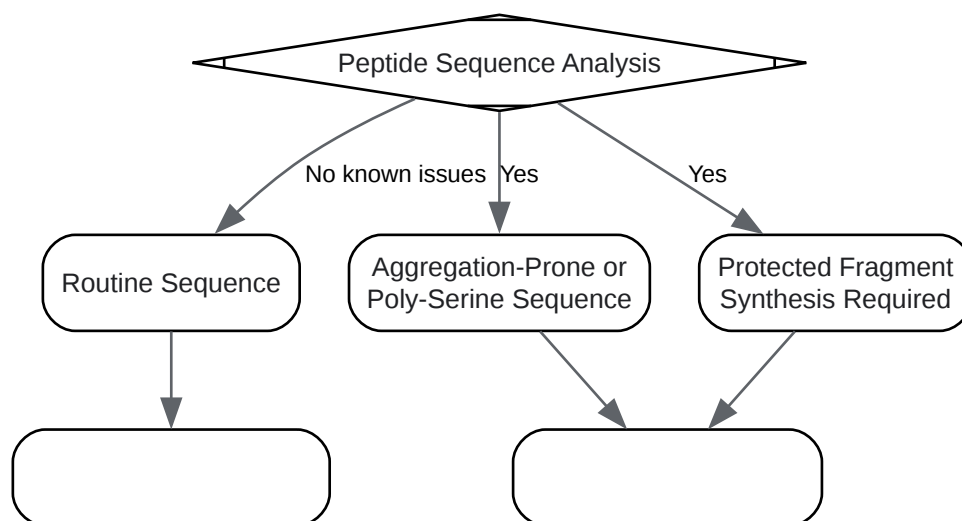 Peptide Sequence Analysis
No known issues
Yes
Yes
Routine Sequence
Aggregation-Prone or
Poly-Serine Sequence
Protected Fragment
Synthesis Required